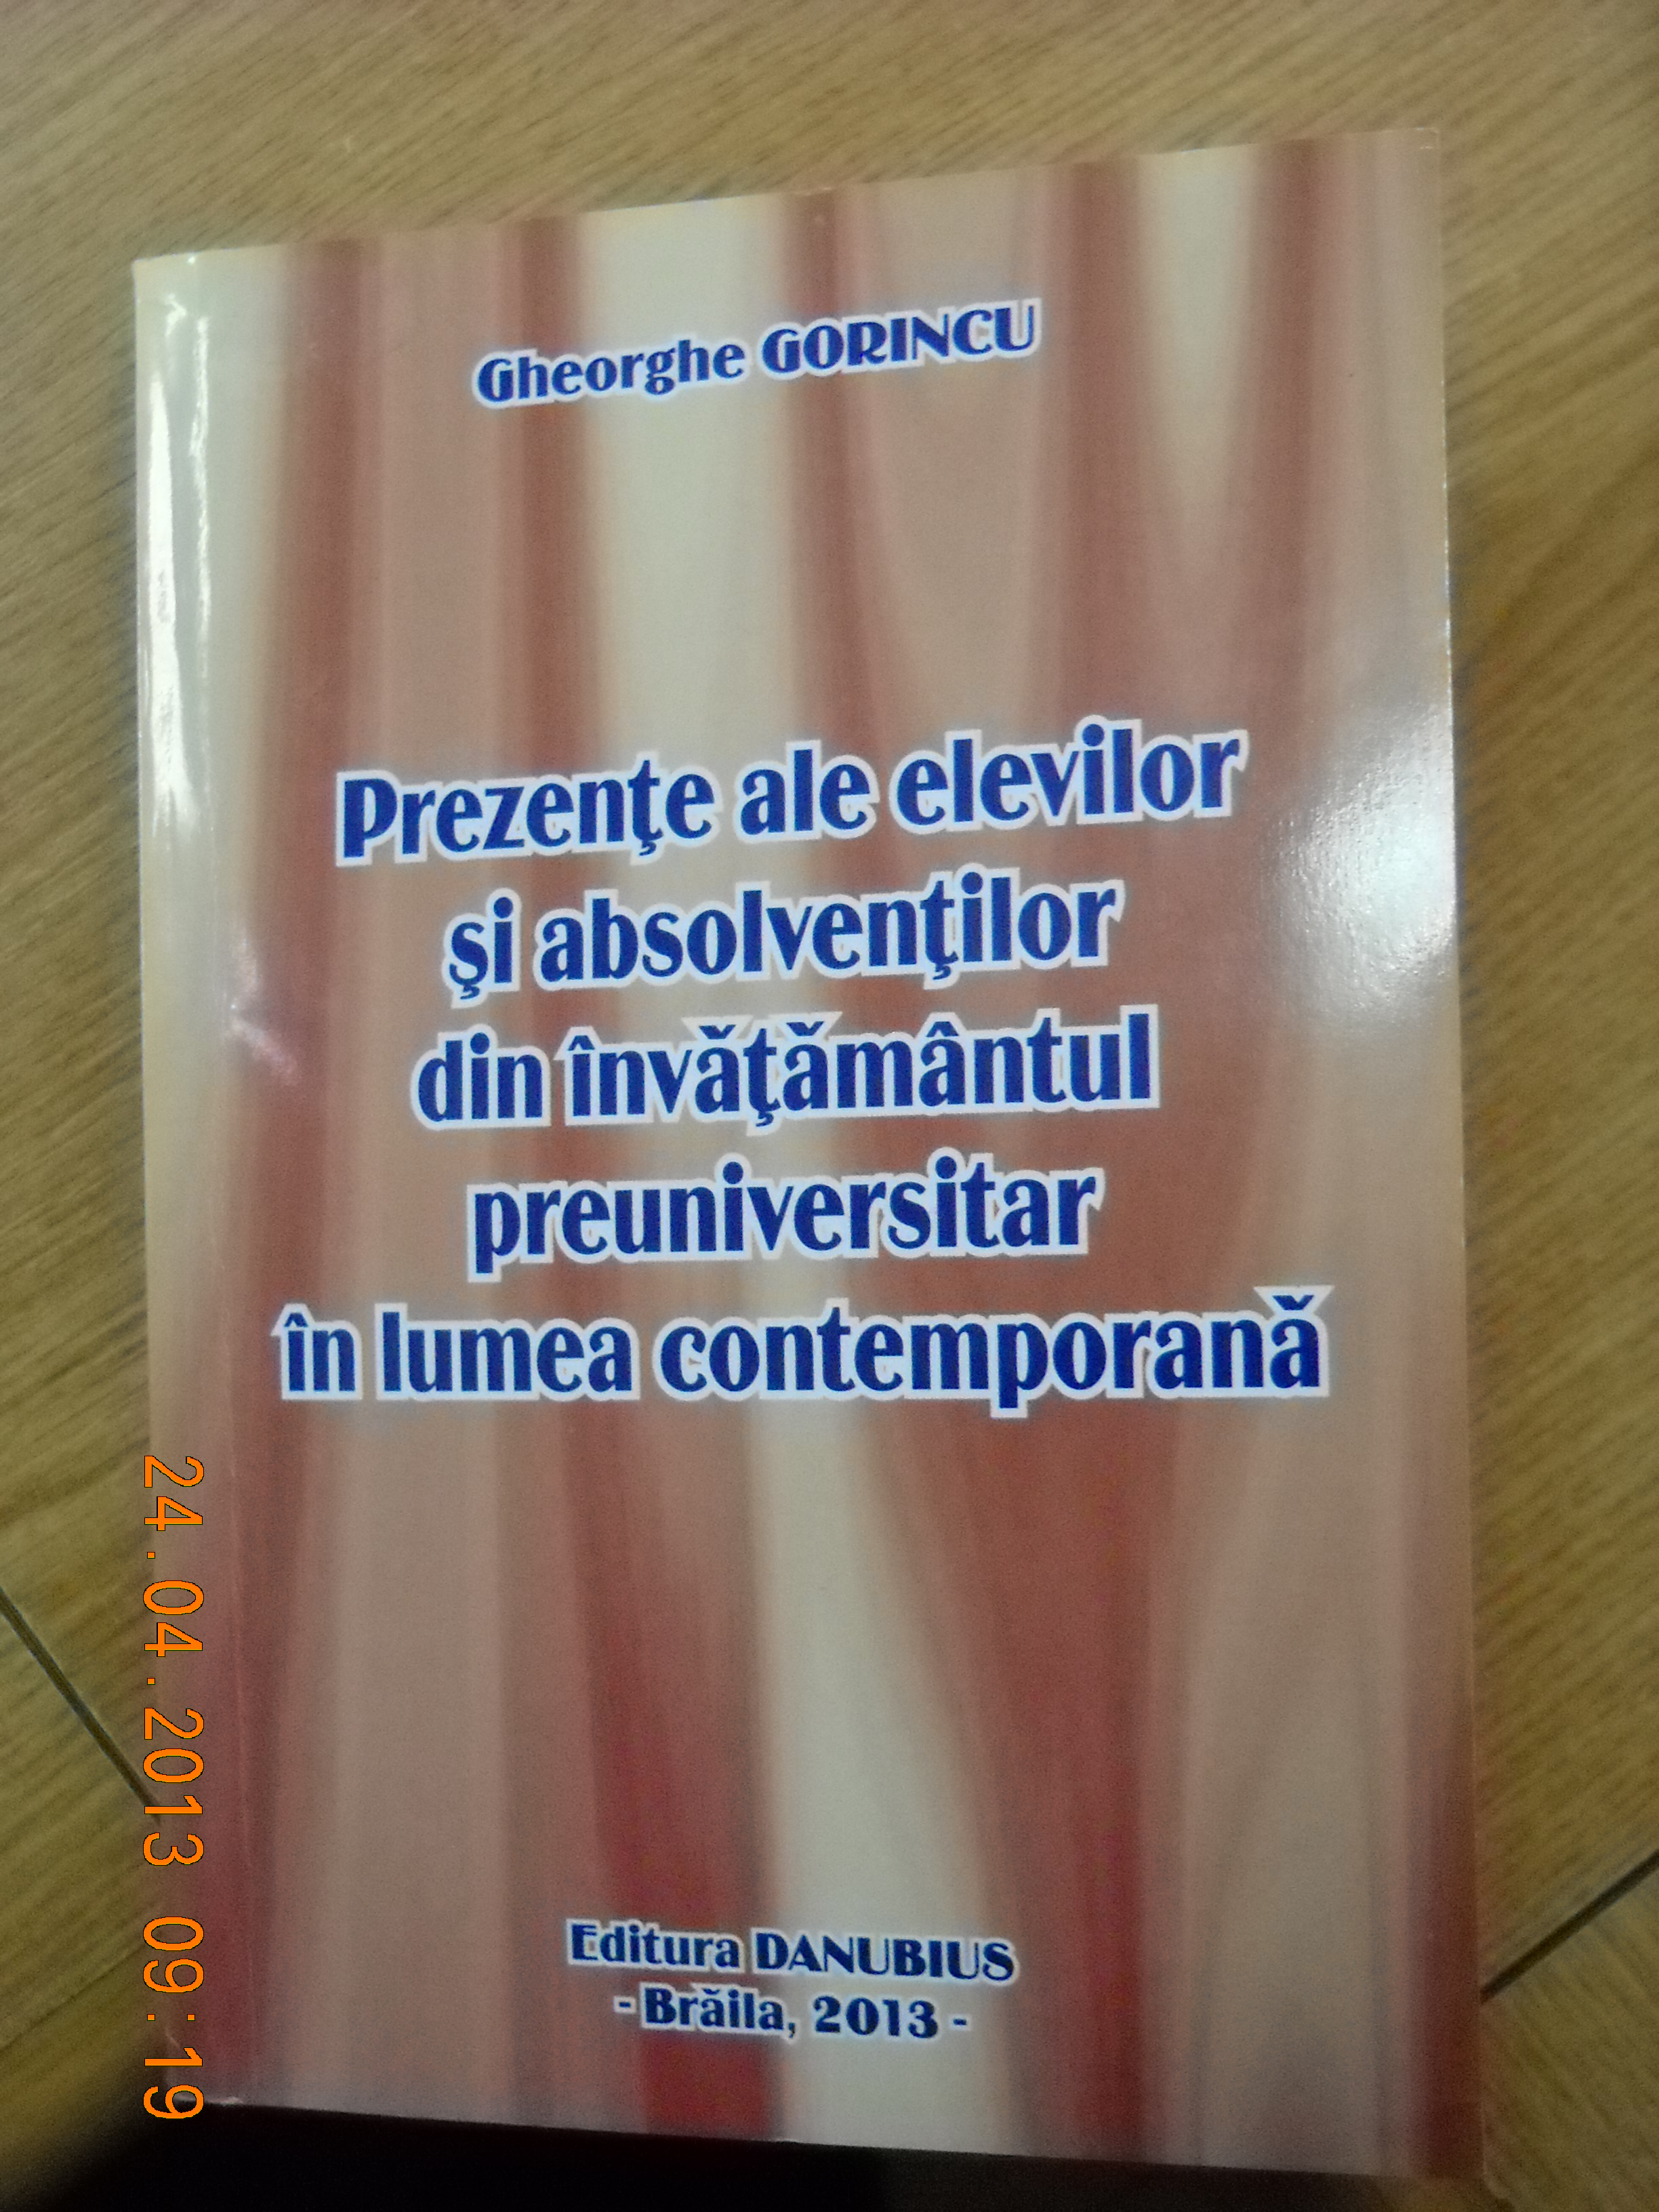 Gheorghe GORINCU
Prezenţe ale elevilor
şi absolvenţilor
din învăţământul
preuniversitar
în lumea contemporană
Editura DANUBIUS
- Brăila, 2013 -
24.04.2013 09:19